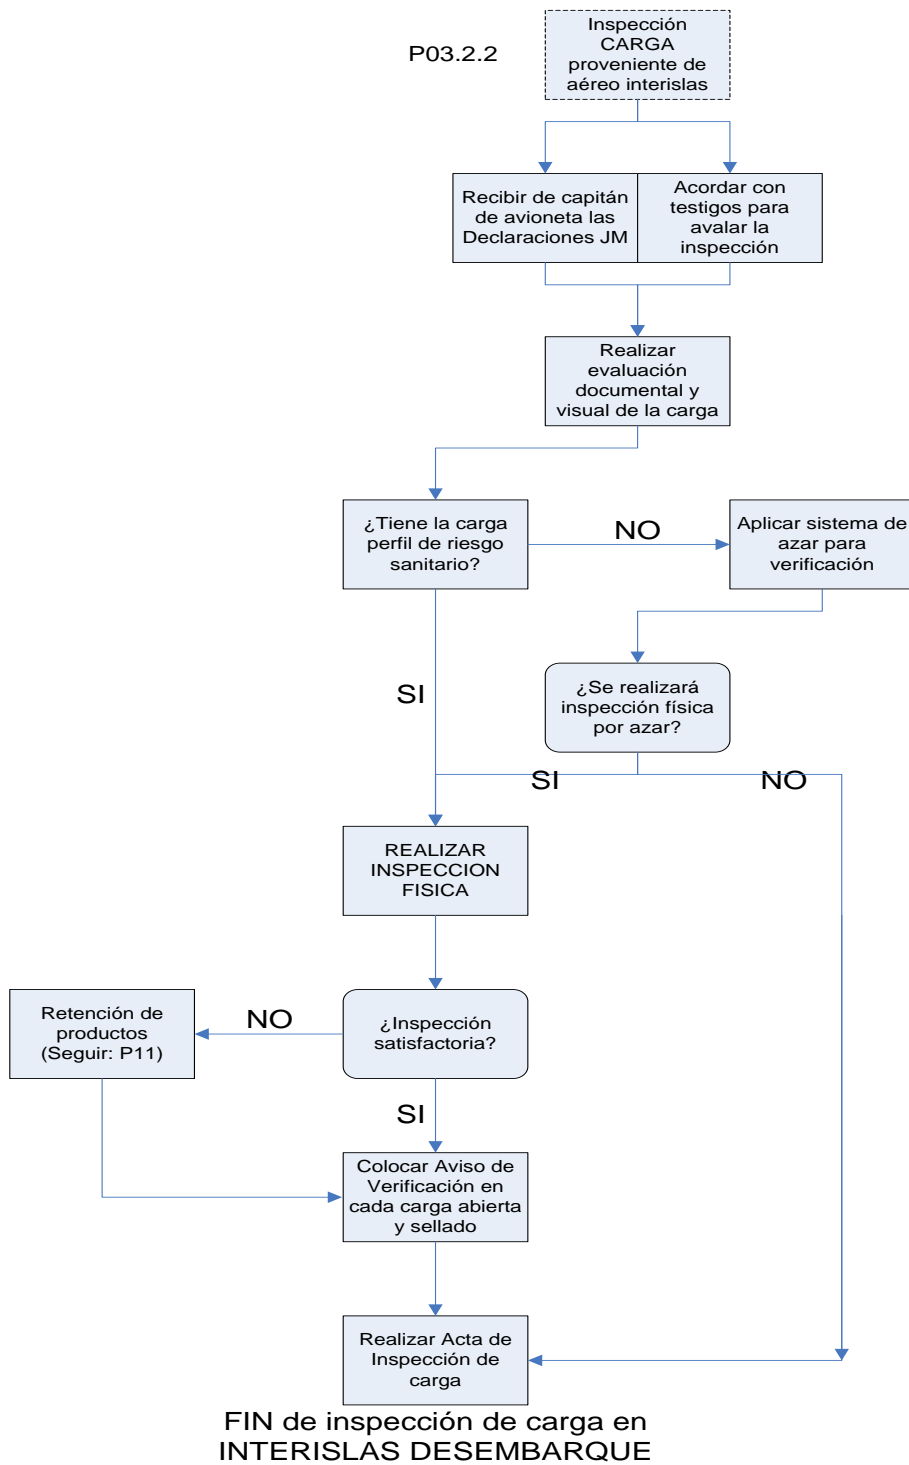 P03.2.2
Inspección
CARGA
proveniente de
aéreo interislas
Recibir de capitán
de avioneta las
Declaraciones JM
Acordar con
testigos para
avalar la
inspección
Realizar
evaluación
documental y
visual de la carga
¿Tiene la carga
perfil de riesgo
sanitario?
NO
Aplicar sistema de
azar para
verificación
SI
¿Se realizará
inspección física
por azar?
SI
NO
REALIZAR
INSPECCION
FISICA
Retención de
productos
(Seguir: P11)
NO
¿Inspección
satisfactoria?
SI
Colocar Aviso de
Verificación en
cada carga abierta
y sellado
Realizar Acta de
Inspección de
carga
FIN de inspección de carga en
INTERISLAS DESEMBARQUE